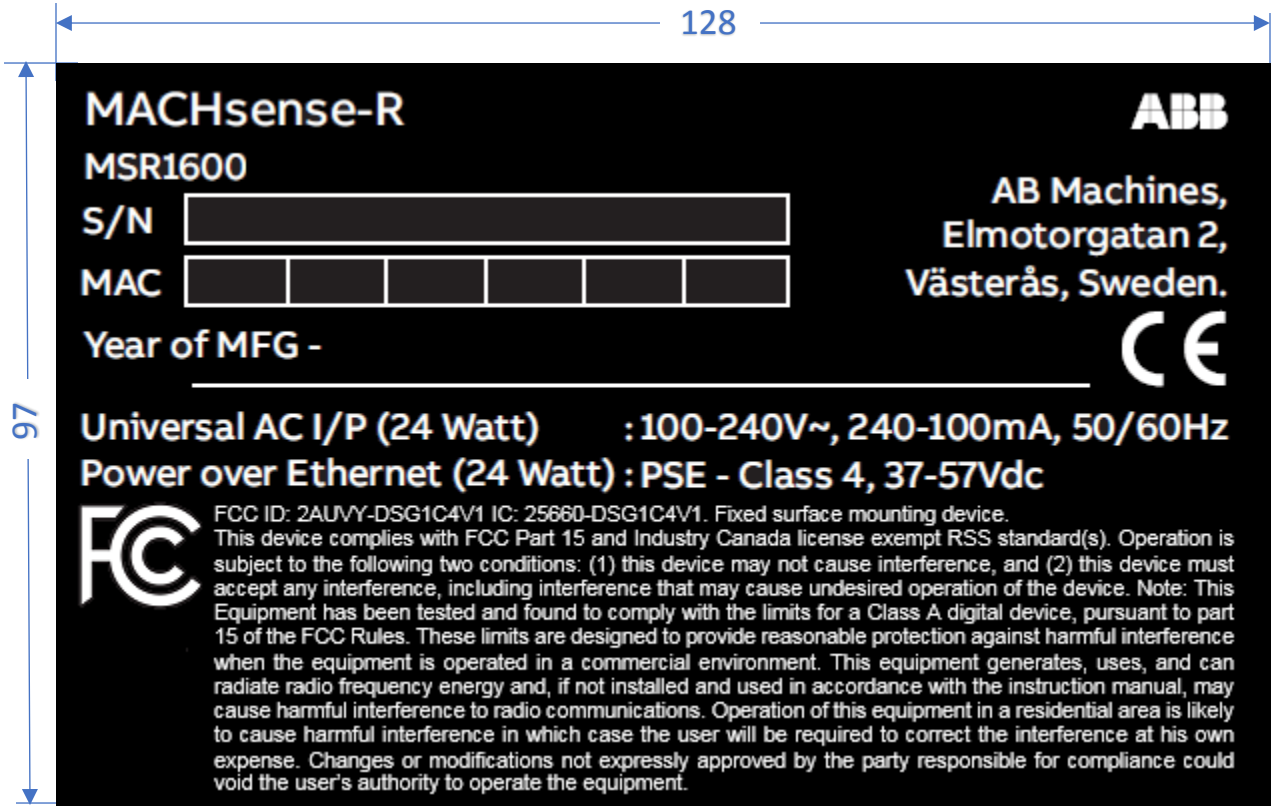 128
MACHsense-R
ABB
MSR1600
AB Machines,
S/N
Elmotorgatan 2,
MAC
Västerås, Sweden.
Year of MFG -
CE
97
Universal AC I/P (24 Watt) : 100-240V~, 240-100mA, 50/60Hz
Power over Ethernet (24 Watt) : PSE - Class 4, 37-57Vdc
FC
FCC ID: 2AUVY-DSG1C4V1 IC: 25660-DSG1C4V1. Fixed surface mounting device.
This device complies with FCC Part 15 and Industry Canada license exempt RSS standard(s). Operation is
subject to the following two conditions: (1) this device may not cause interference, and (2) this device must
accept any interference, including interference that may cause undesired operation of the device. Note: This
Equipment has been tested and found to comply with the limits for a Class A digital device, pursuant to part
15 of the FCC Rules. These limits are designed to provide reasonable protection against harmful interference
when the equipment is operated in a commercial environment. This equipment generates, uses, and can
radiate radio frequency energy and, if not installed and used in accordance with the instruction manual, may
cause harmful interference to radio communications. Operation of this equipment in a residential area is likely
to cause harmful interference in which case the user will be required to correct the interference at his own
expense. Changes or modifications not expressly approved by the party responsible for compliance could
void the user's authority to operate the equipment.